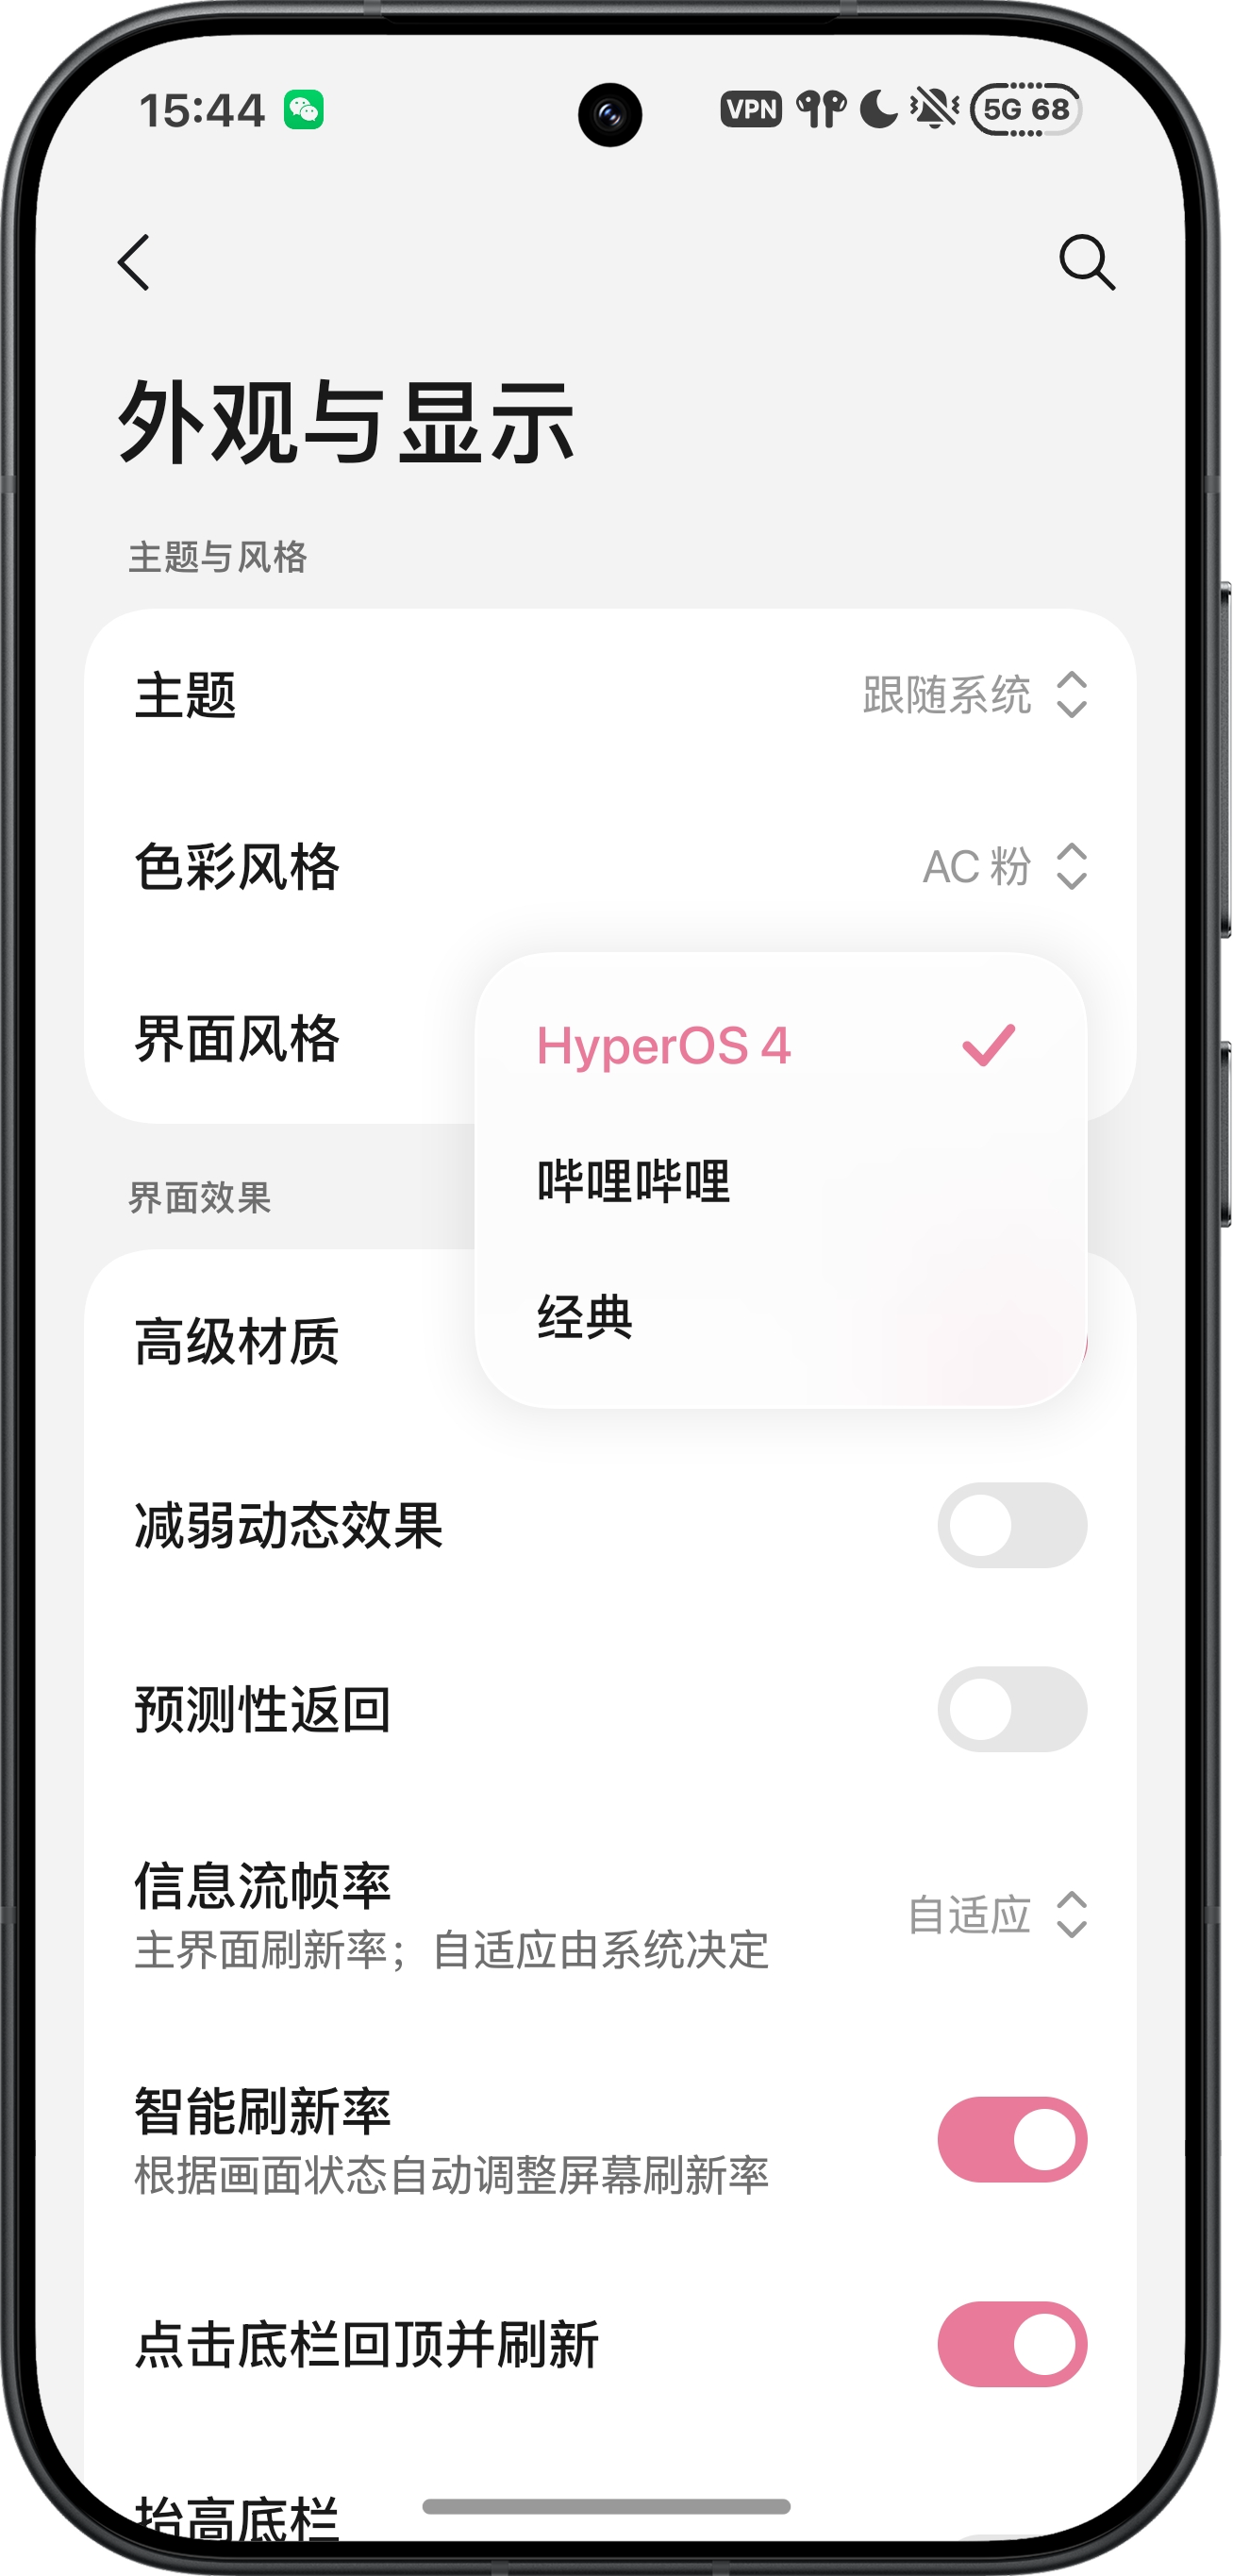 15:44
VPN
5G 68
外观与显示
主题与风格
主题
跟随系统
色彩风格
AC 粉
界面风格
HyperOS 4
哔哩哔哩
经典
界面效果
高级材质
减弱动态效果
预测性返回
信息流帧率
主界面刷新率；自适应由系统决定
自适应
智能刷新率
根据画面状态自动调整屏幕刷新率
点击底栏回顶并刷新
抬高底栏